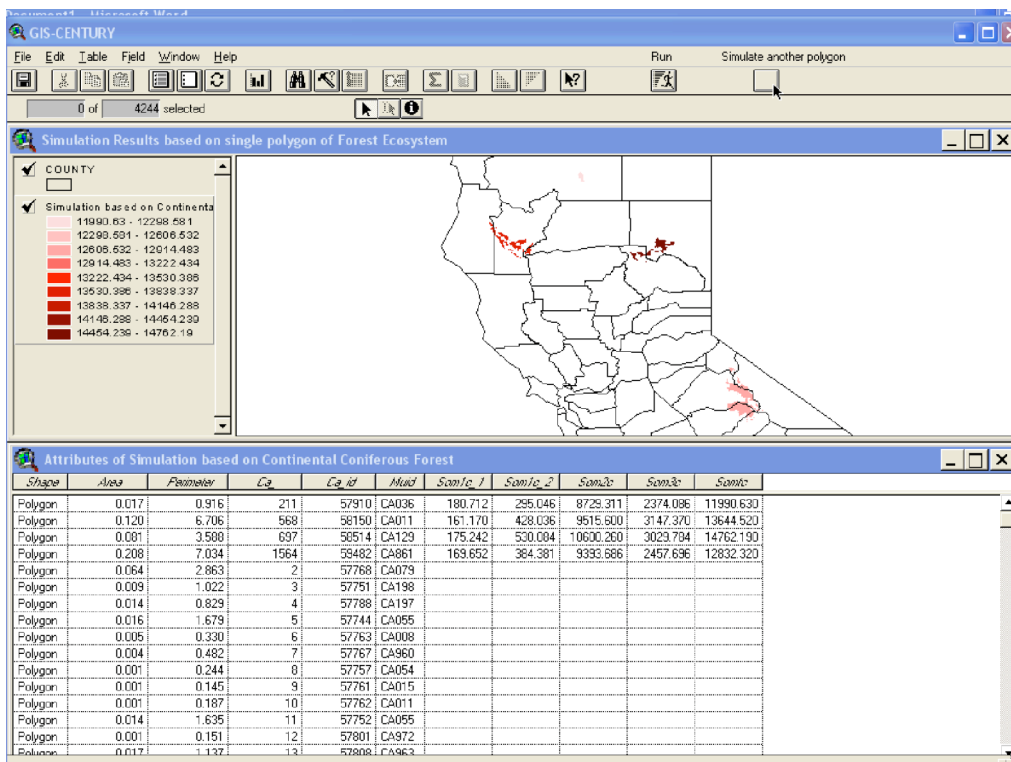 Document1 - Microsoft Word
GIS-CENTURY
File Edit Table Field Window Help Run Simulate another polygon
0 of 4244 selected
Simulation Results based on single polygon of Forest Ecosystem
COUNTY
Simulation based on Continenta
11990.63 - 12298.581
12298.581 - 12606.532
12606.532 - 12914.483
12914.483 - 13222.434
13222.434 - 13530.386
13530.386 - 13838.337
13838.337 - 14146.288
14146.288 - 14454.239
14454.239 - 14762.19
Attributes of Simulation based on Continental Coniferous Forest
Shape Area Perimeter Ca_ Ca_id Muid Som1c_1 Som1c_2 Som2c Som3c Somtc
Polygon 0.017 0.916 211 57910 CA036 180.712 295.046 8729.311 2374.086 11990.630
Polygon 0.120 6.706 568 58150 CA011 161.170 428.036 9515.600 3147.370 13644.520
Polygon 0.081 3.588 697 58514 CA129 175.242 530.084 10600.260 3029.784 14762.190
Polygon 0.208 7.034 1564 59482 CA861 169.652 384.381 9393.686 2457.696 12832.320
Polygon 0.064 2.863 2 57768 CA079
Polygon 0.009 1.022 3 57751 CA198
Polygon 0.014 0.829 4 57788 CA197
Polygon 0.016 1.679 5 57744 CA055
Polygon 0.005 0.330 6 57763 CA008
Polygon 0.004 0.482 7 57767 CA960
Polygon 0.001 0.244 8 57757 CA054
Polygon 0.001 0.145 9 57761 CA015
Polygon 0.001 0.187 10 57762 CA011
Polygon 0.014 1.635 11 57752 CA055
Polygon 0.001 0.151 12 57801 CA972
Polygon 0.017 1.137 13 57808 CA963